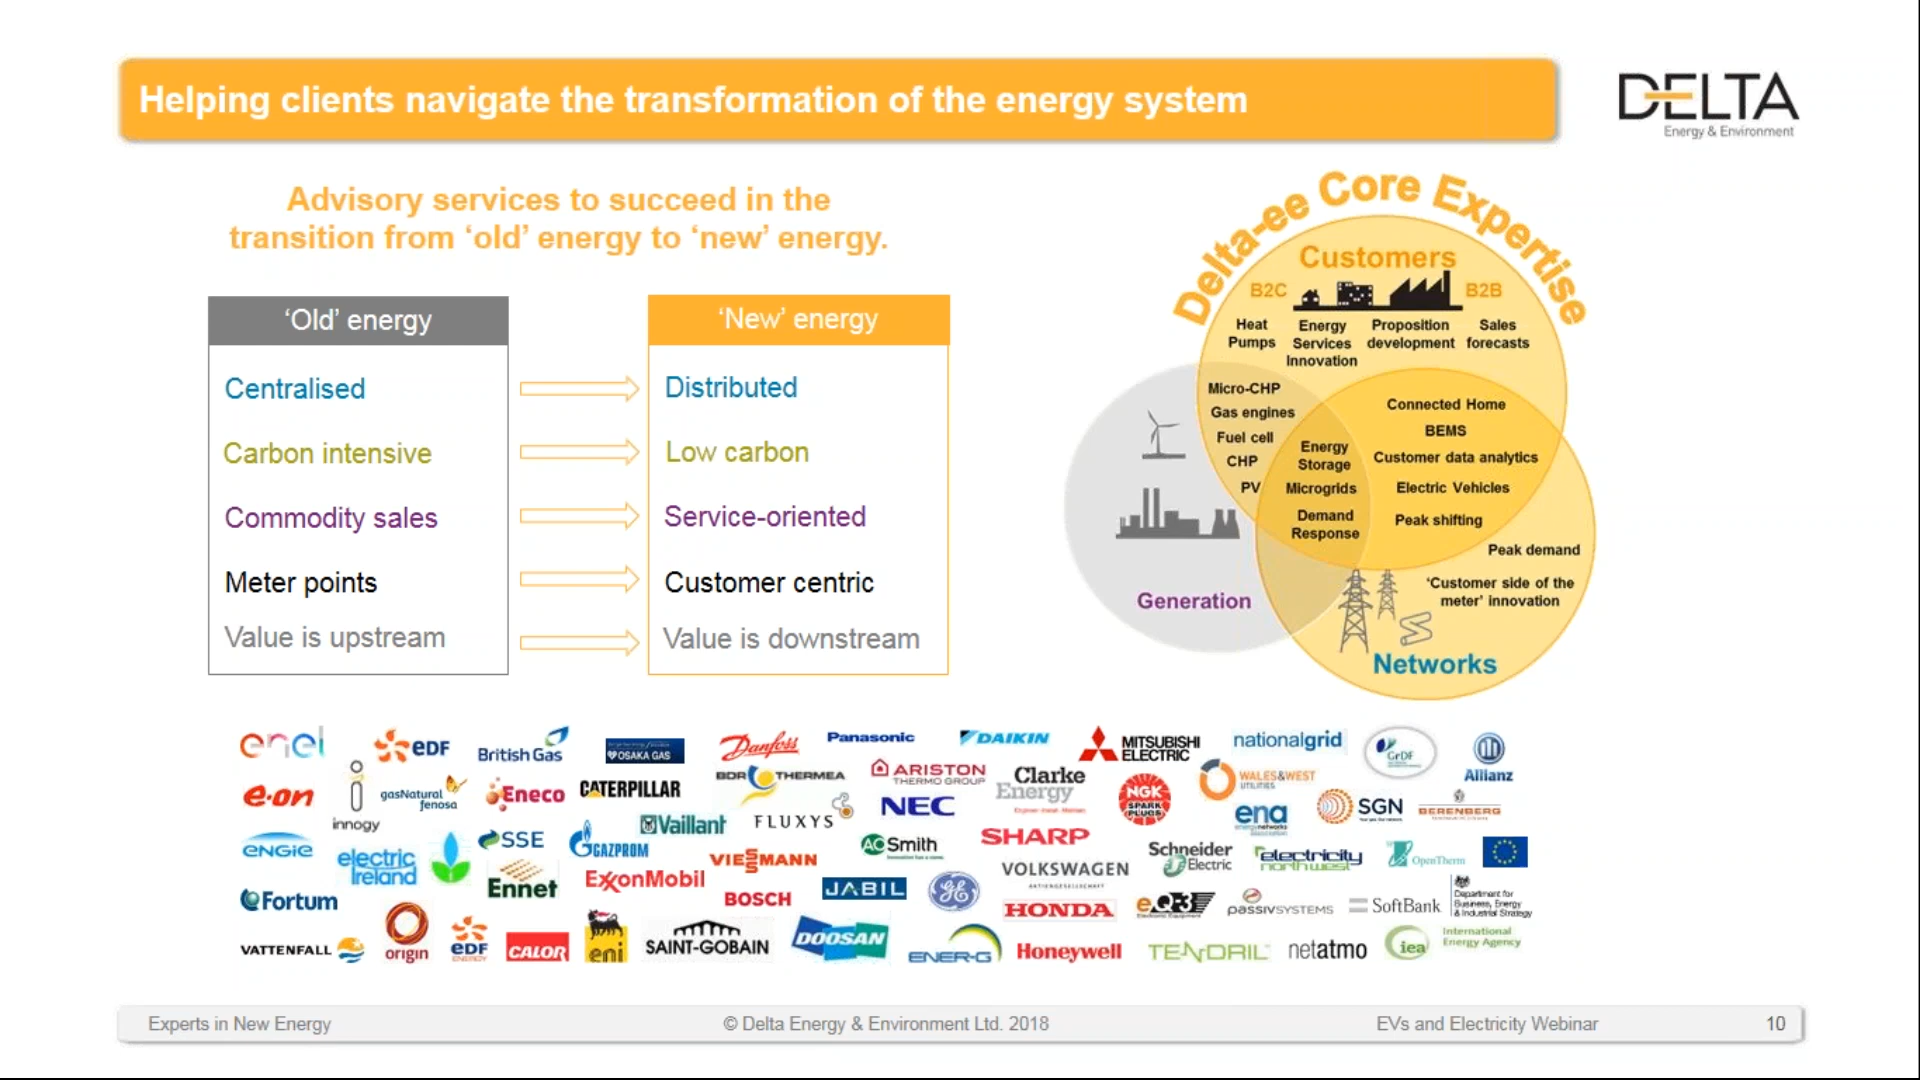 Helping clients navigate the transformation of the energy system
DELTA
Energy & Environment
Advisory services to succeed in the
transition from ‘old’ energy to ‘new’ energy.
‘Old’ energy
‘New’ energy
Centralised
Distributed
Carbon intensive
Low carbon
Commodity sales
Service-oriented
Meter points
Customer centric
Value is upstream
Value is downstream
Delta-ee Core Expertise
Customers
B2C
B2B
Heat
Pumps
Energy
Services
Innovation
Proposition
development
Sales
forecasts
Micro-CHP
Gas engines
Fuel cell
CHP
PV
Energy
Storage
Microgrids
Demand
Response
Connected Home
BEMS
Customer data analytics
Electric Vehicles
Peak shifting
Peak demand
‘Customer side of the
meter’ innovation
Generation
Networks
enel
eDF
British Gas
OSAKA GAS
Danfoss
Panasonic
DAIKIN
MITSUBISHI
ELECTRIC
nationalgrid
GrDF
Allianz
e·on
innogy
gasNatural
fenosa
Eneco
CATERPILLAR
BDR THERMEA
ARISTON
THERMO GROUP
Clarke
Energy
NGK
SPARK
PLUGS
WALES&WEST
UTILITIES
NEC
ena
SGN
BERENBERG
Vaillant
FLUXYS
ENGIE
electric
Ireland
SSE
GAZPROM
VIESMANN
AO Smith
SHARP
VOLKSWAGEN
AKTIENGESELLSCHAFT
Schneider
Electric
electricity
north west
OpenTherm
Ennet
ExxonMobil
BOSCH
JABIL
GE
HONDA
eQ-3
PASSIVSYSTEMS
SoftBank
Department for
Business, Energy
& Industrial Strategy
Fortum
VATTENFALL
origin
eDF
ENERGY
CALOR
eni
SAINT-GOBAIN
DOOSAN
ENER-G
Honeywell
TENDRIL
netatmo
iea
International
Energy Agency
Experts in New Energy
© Delta Energy & Environment Ltd. 2018
EVs and Electricity Webinar
10